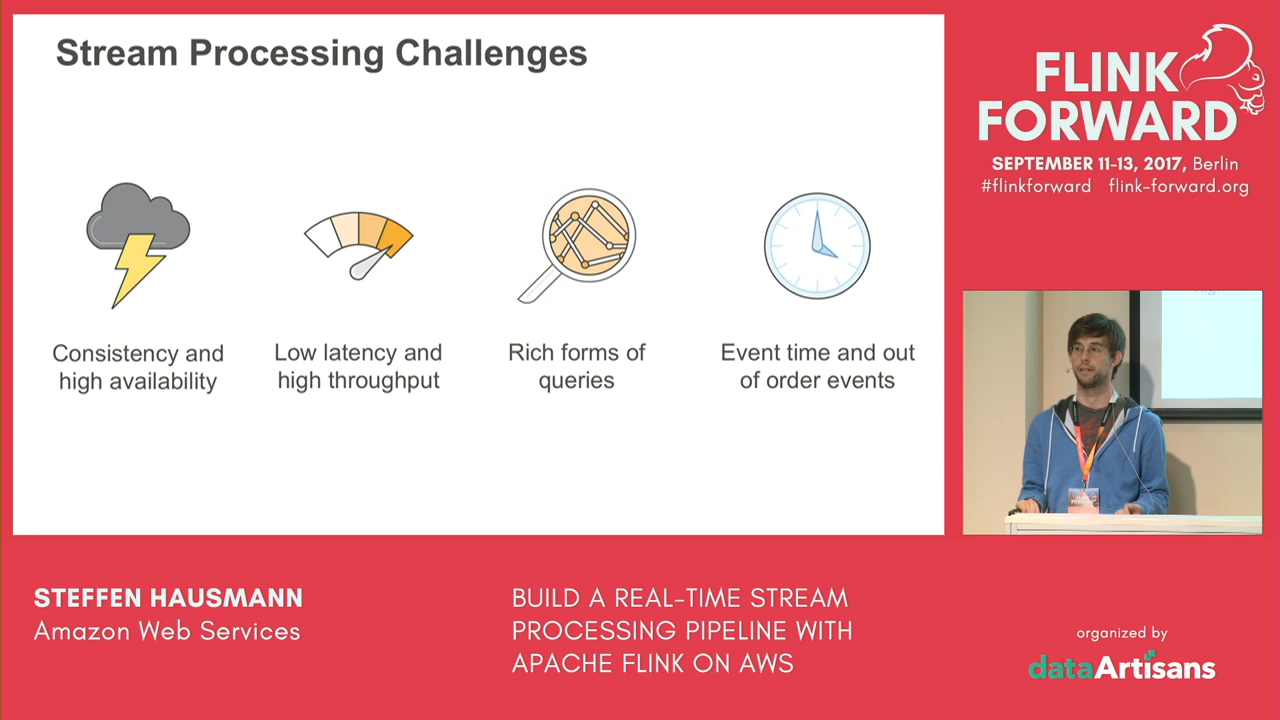 Stream Processing Challenges
Consistency and
high availability
Low latency and
high throughput
Rich forms of
queries
Event time and out
of order events
FLINK
FORWARD
SEPTEMBER 11-13, 2017, Berlin
#flinkforward flink-forward.org
STEFFEN HAUSMANN
Amazon Web Services
BUILD A REAL-TIME STREAM
PROCESSING PIPELINE WITH
APACHE FLINK ON AWS
organized by
dataArtisans